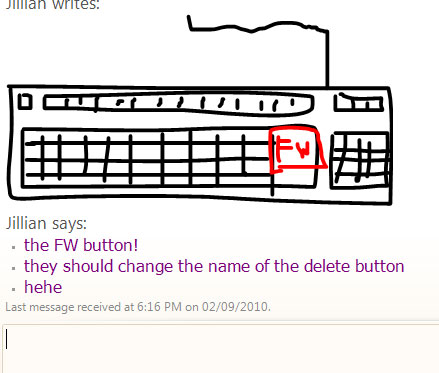 Jillian writes:
FW
Jillian says:
the FW button!
they should change the name of the delete button
hehe
Last message received at 6:16 PM on 02/09/2010.